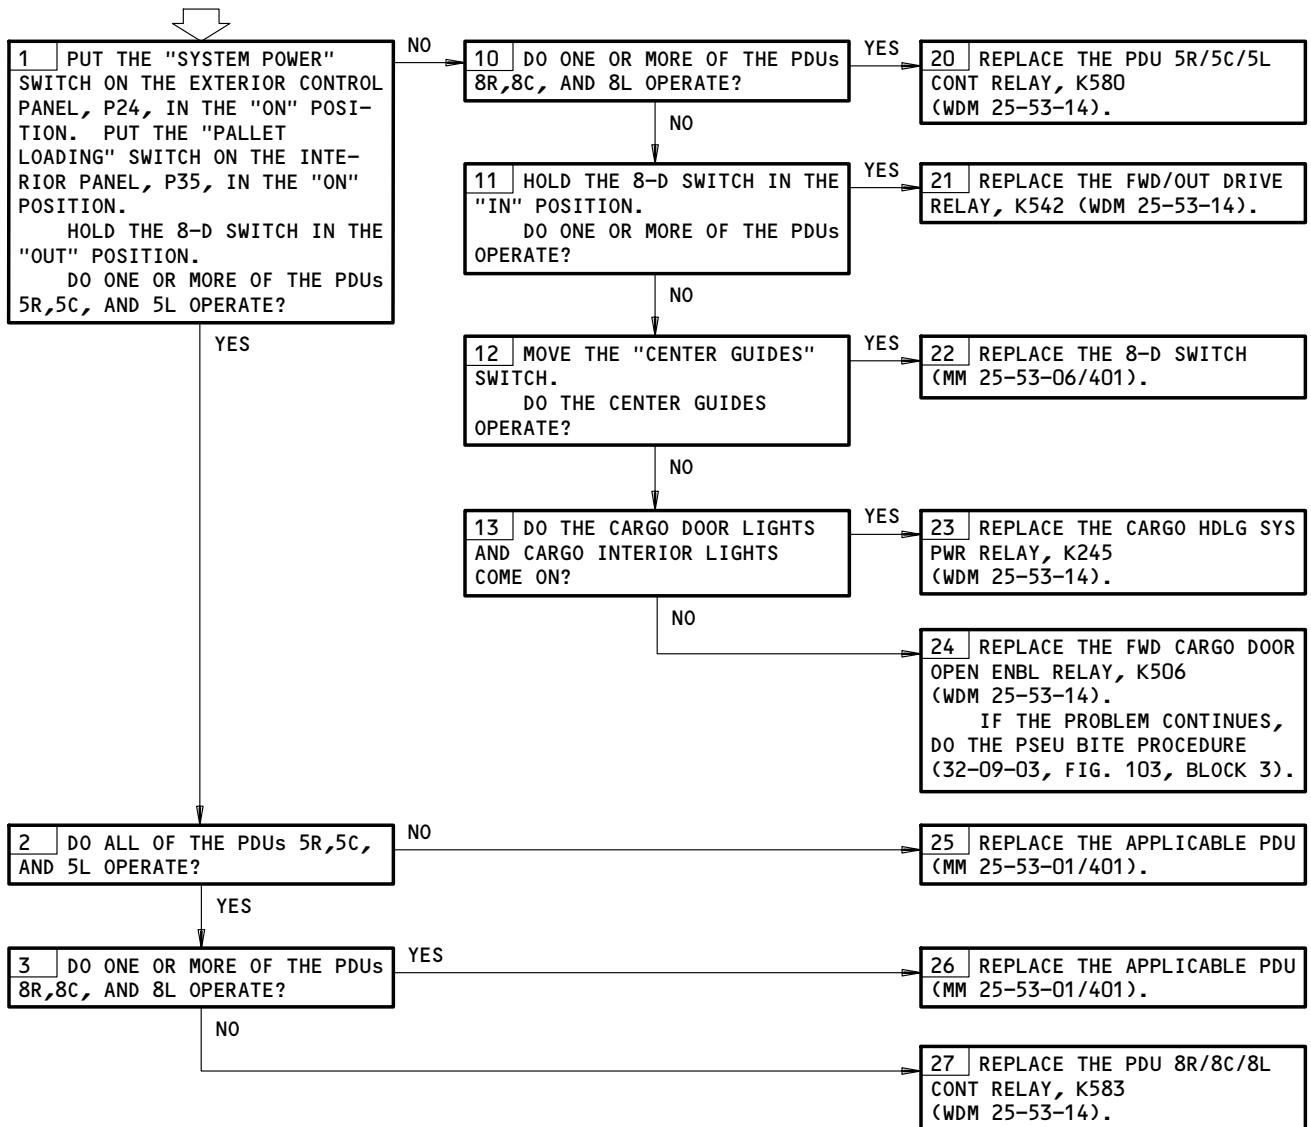 1 PUT THE "SYSTEM POWER"
SWITCH ON THE EXTERIOR CONTROL
PANEL, P24, IN THE "ON" POSI-
TION. PUT THE "PALLET
LOADING" SWITCH ON THE INTE-
RIOR PANEL, P35, IN THE "ON"
POSITION.
HOLD THE 8-D SWITCH IN THE
"OUT" POSITION.
DO ONE OR MORE OF THE PDUs
5R,5C, AND 5L OPERATE?
NO
YES
10 DO ONE OR MORE OF THE PDUs
8R,8C, AND 8L OPERATE?
YES
NO
20 REPLACE THE PDU 5R/5C/5L
CONT RELAY, K580
(WDM 25-53-14).
11 HOLD THE 8-D SWITCH IN THE
"IN" POSITION.
DO ONE OR MORE OF THE PDUs
OPERATE?
YES
NO
21 REPLACE THE FWD/OUT DRIVE
RELAY, K542 (WDM 25-53-14).
12 MOVE THE "CENTER GUIDES"
SWITCH.
DO THE CENTER GUIDES
OPERATE?
YES
NO
22 REPLACE THE 8-D SWITCH
(MM 25-53-06/401).
13 DO THE CARGO DOOR LIGHTS
AND CARGO INTERIOR LIGHTS
COME ON?
YES
NO
23 REPLACE THE CARGO HDLG SYS
PWR RELAY, K245
(WDM 25-53-14).
24 REPLACE THE FWD CARGO DOOR
OPEN ENBL RELAY, K506
(WDM 25-53-14).
IF THE PROBLEM CONTINUES,
DO THE PSEU BITE PROCEDURE
(32-09-03, FIG. 103, BLOCK 3).
2 DO ALL OF THE PDUs 5R,5C,
AND 5L OPERATE?
NO
YES
25 REPLACE THE APPLICABLE PDU
(MM 25-53-01/401).
3 DO ONE OR MORE OF THE PDUs
8R,8C, AND 8L OPERATE?
YES
NO
26 REPLACE THE APPLICABLE PDU
(MM 25-53-01/401).
27 REPLACE THE PDU 8R/8C/8L
CONT RELAY, K583
(WDM 25-53-14).